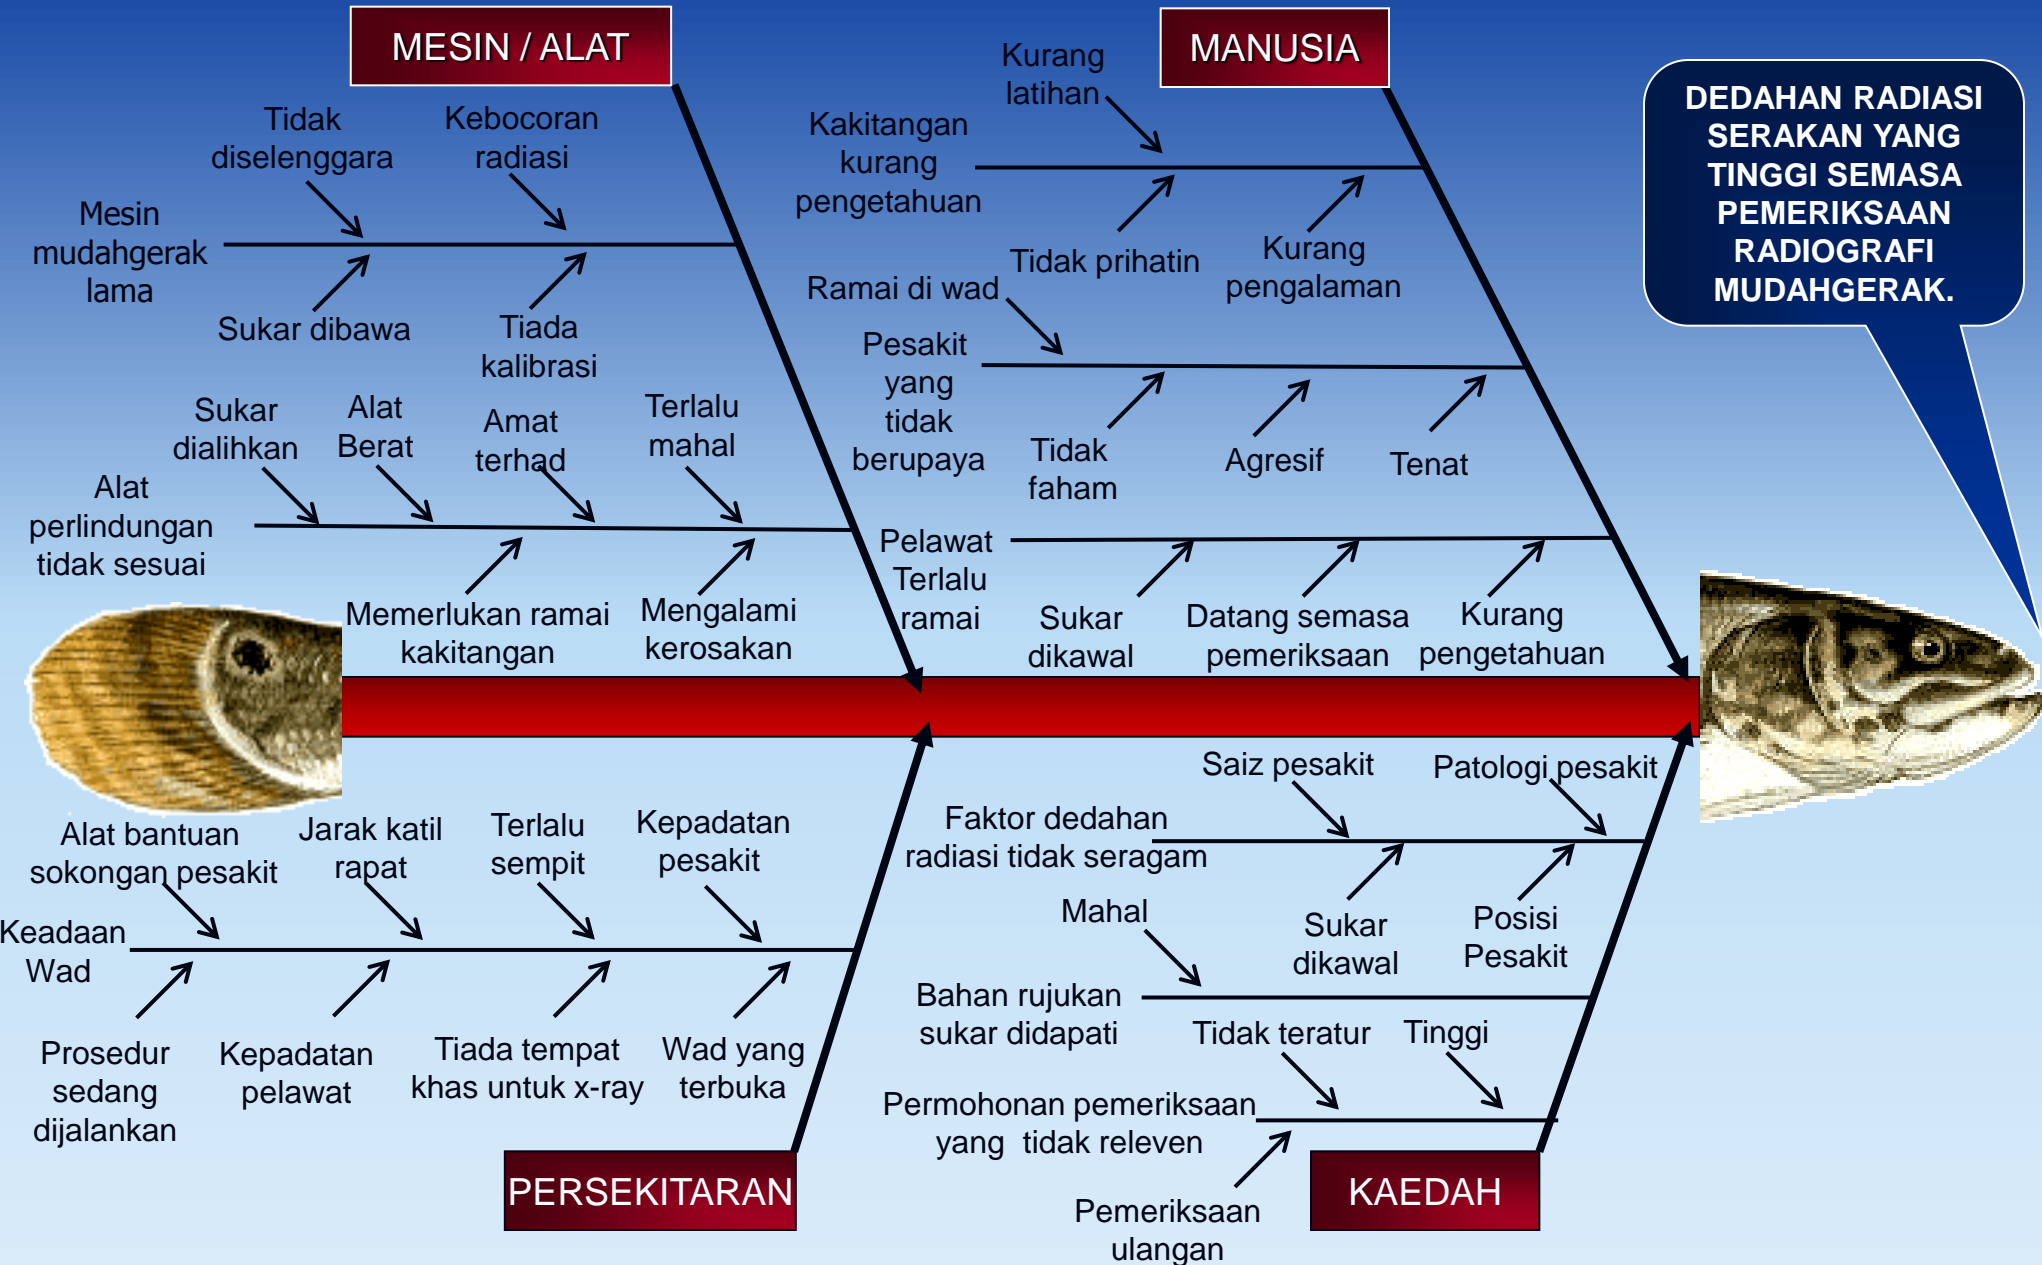 MESIN / ALAT
Tidak
diselenggara
Kebocoran
radiasi
Mesin
mudahgerak
lama
Sukar dibawa
Tiada
kalibrasi
Sukar
dialihkan
Alat
Berat
Amat
terhad
Terlalu
mahal
Alat
perlindungan
tidak sesuai
Memerlukan ramai
kakitangan
Mengalami
kerosakan
MANUSIA
Kurang
latihan
Kakitangan
kurang
pengetahuan
Tidak prihatin
Kurang
pengalaman
Ramai di wad
Pesakit
yang
tidak
berupaya
Tidak
faham
Agresif
Tenat
Pelawat
Terlalu
ramai
Sukar
dikawal
Datang semasa
pemeriksaan
Kurang
pengetahuan
DEDAHAN RADIASI
SERAKAN YANG
TINGGI SEMASA
PEMERIKSAAN
RADIOGRAFI
MUDAHGERAK.
Alat bantuan
sokongan pesakit
Jarak katil
rapat
Terlalu
sempit
Kepadatan
pesakit
Keadaan
Wad
Prosedur
sedang
dijalankan
Kepadatan
pelawat
Tiada tempat
khas untuk x-ray
Wad yang
terbuka
PERSEKITARAN
Saiz pesakit
Patologi pesakit
Faktor dedahan
radiasi tidak seragam
Sukar
dikawal
Posisi
Pesakit
Mahal
Bahan rujukan
sukar didapati
Tidak teratur
Tinggi
Permohonan pemeriksaan
yang tidak releven
Pemeriksaan
ulangan
KAEDAH